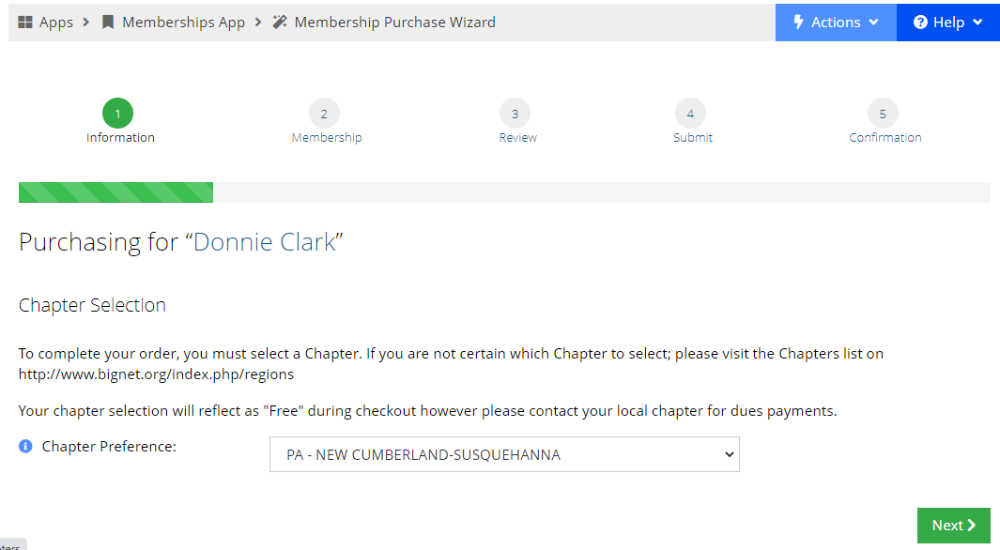 Apps > Memberships App > Membership Purchase Wizard Actions Help
1 2 3 4 5
Information Membership Review Submit Confirmation
Purchasing for “Donnie Clark”
Chapter Selection
To complete your order, you must select a Chapter. If you are not certain which Chapter to select; please visit the Chapters list on
http://www.bignet.org/index.php/regions
Your chapter selection will reflect as "Free" during checkout however please contact your local chapter for dues payments.
Chapter Preference: PA - NEW CUMBERLAND-SUSQUEHANNA
Next